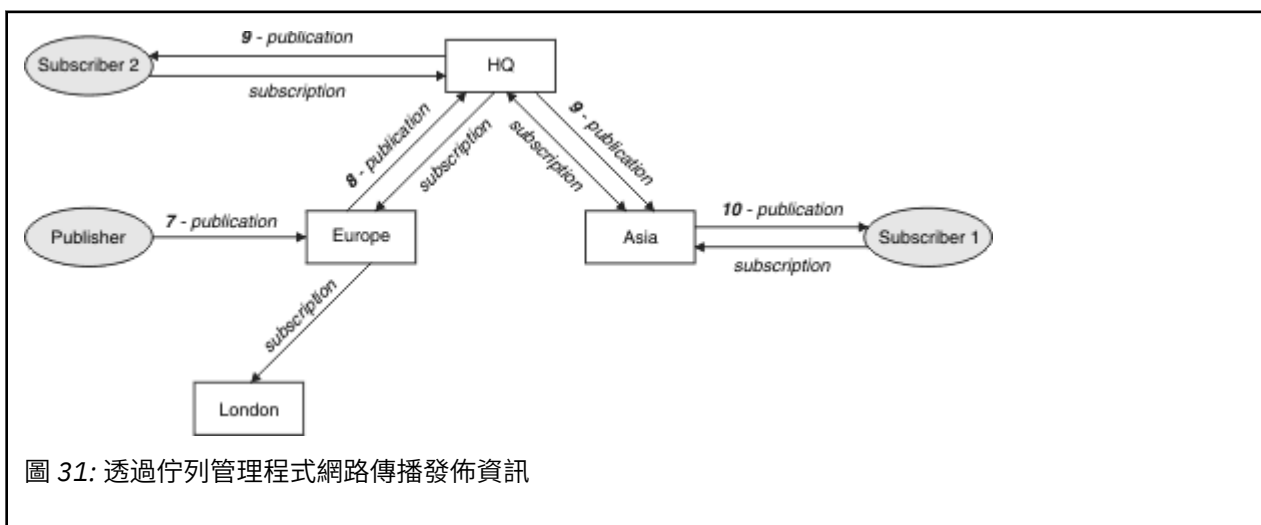 9 - publication
Subscriber 2
HQ
subscription
8 - publication
subscription
subscription
9 - publication
7 - publication
10 - publication
Publisher
Europe
Asia
Subscriber 1
subscription
subscription
London
圖 31: 透過佇列管理程式網路傳播發佈資訊